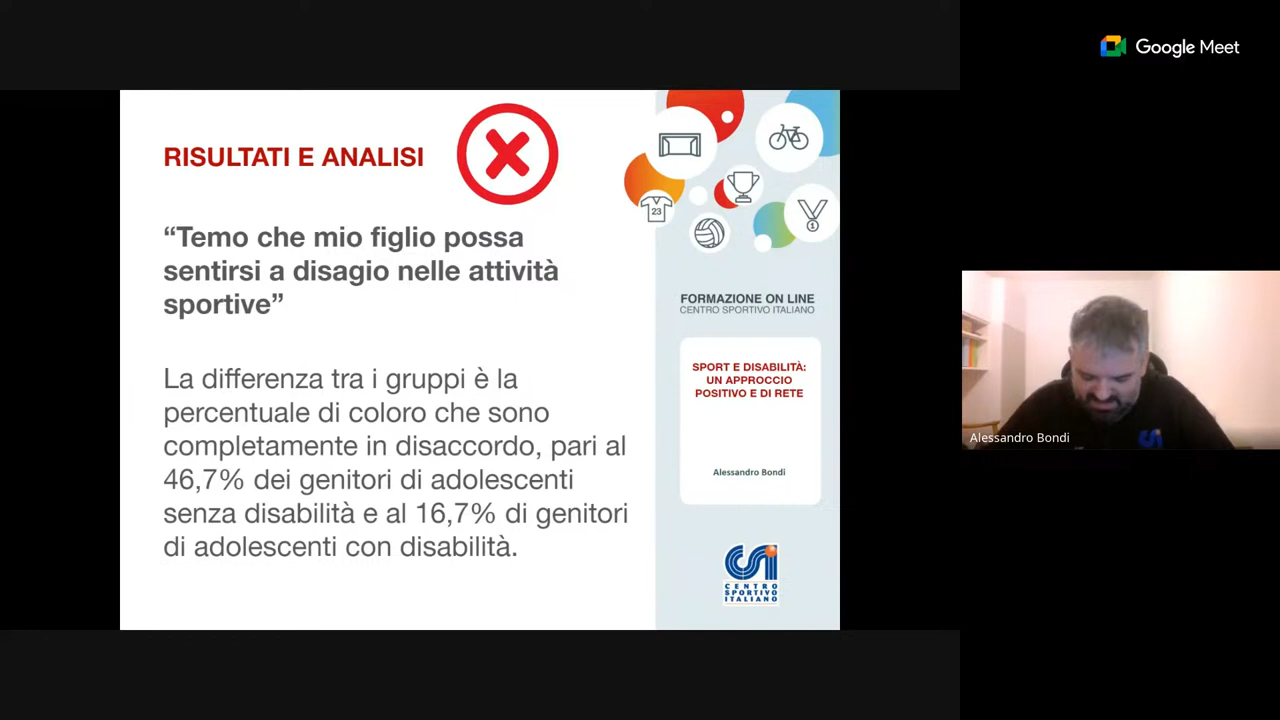 Google Meet
RISULTATI E ANALISI
“Temo che mio figlio possa
sentirsi a disagio nelle attività
sportive”
La differenza tra i gruppi è la
percentuale di coloro che sono
completamente in disaccordo, pari al
46,7% dei genitori di adolescenti
senza disabilità e al 16,7% di genitori
di adolescenti con disabilità.
23
1
FORMAZIONE ON LINE
CENTRO SPORTIVO ITALIANO
SPORT E DISABILITÀ:
UN APPROCCIO
POSITIVO E DI RETE
Alessandro Bondi
CSI
CENTRO
SPORTIVO
ITALIANO
Alessandro Bondi